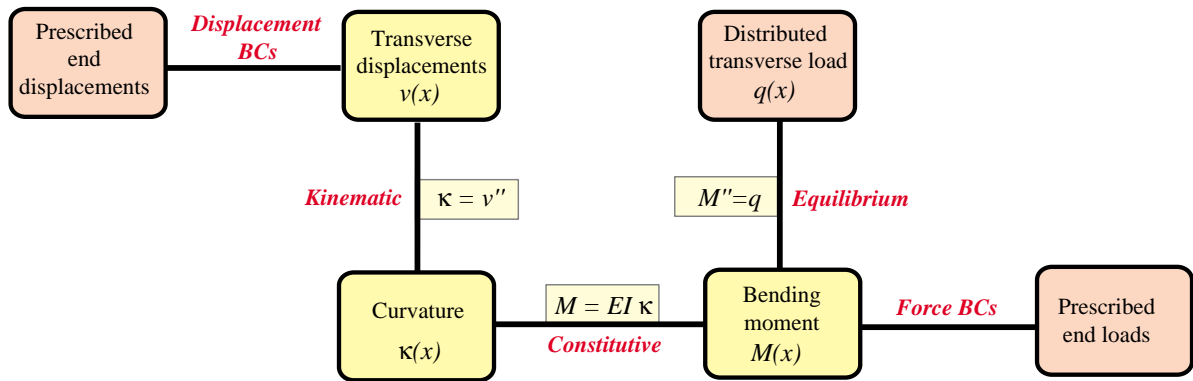 Prescribed
end
displacements
Displacement
BCs
Transverse
displacements
v(x)
Distributed
transverse load
q(x)
Kinematic
κ = v''
M''=q
Equilibrium
Curvature
κ(x)
M = EI κ
Constitutive
Bending
moment
M(x)
Force BCs
Prescribed
end loads